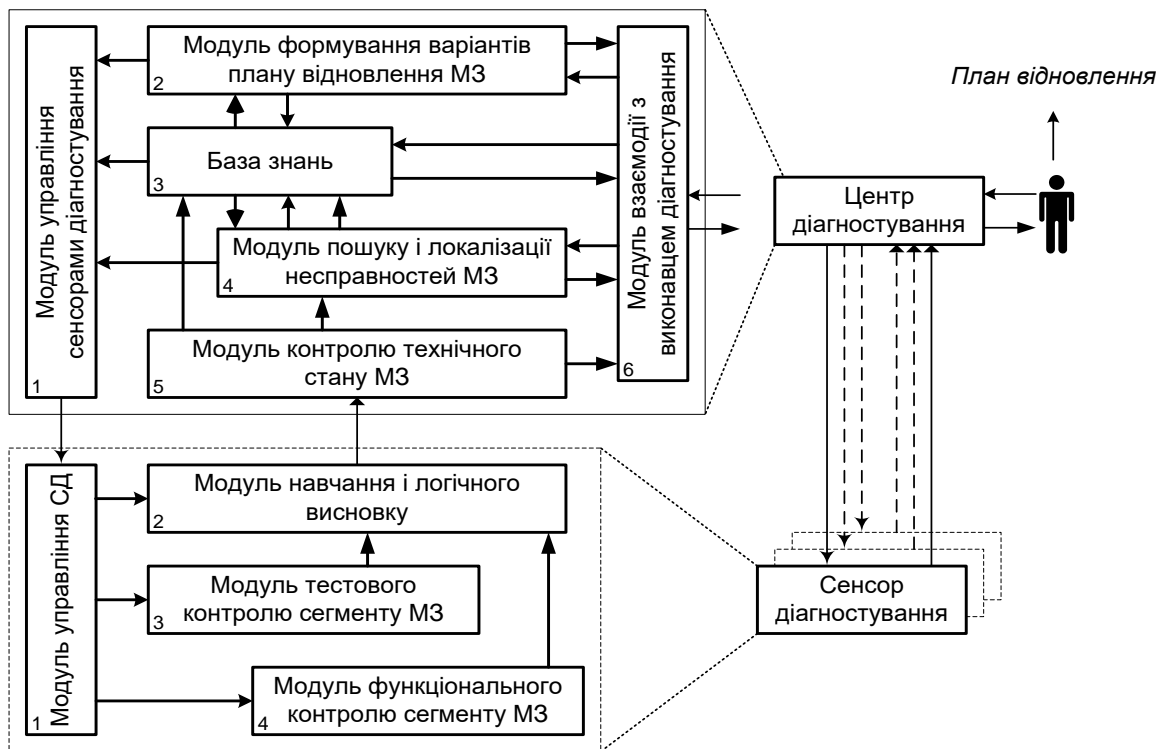 Модуль формування варіантів
плану відновлення МЗ
2
База знань
3
Модуль пошуку і локалізації
несправностей МЗ
4
Модуль контролю технічного
стану МЗ
5
Модуль управління
сенсорами діагностування
1
Модуль взаємодії з
виконавцем діагностування
6
План відновлення
Центр
діагностування
Модуль управління СД
1
Модуль навчання і логічного
висновку
2
Модуль тестового
контролю сегменту МЗ
3
Модуль функціонального
контролю сегменту МЗ
4
Сенсор
діагностування